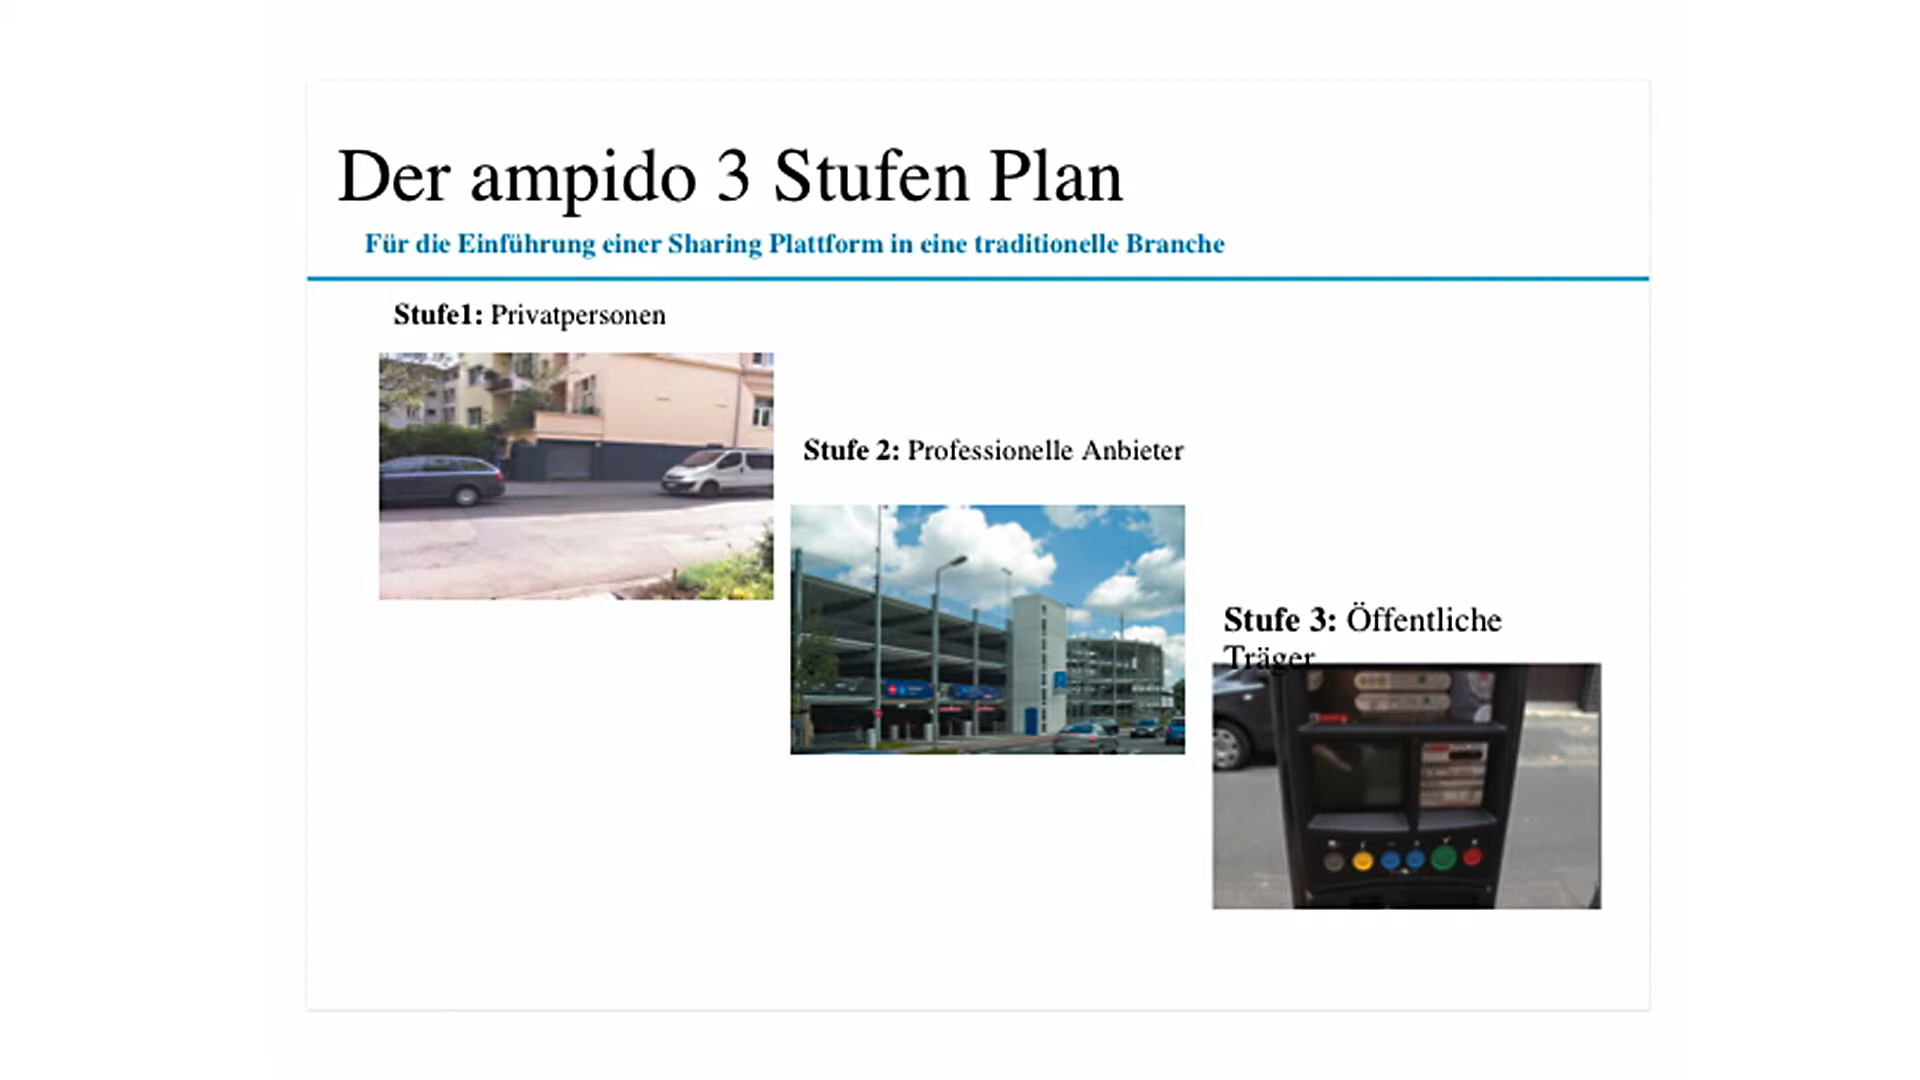 Der ampido 3 Stufen Plan
Für die Einführung einer Sharing Plattform in eine traditionelle Branche
Stufe1: Privatpersonen
Stufe 2: Professionelle Anbieter
Stufe 3: Öffentliche
Träger